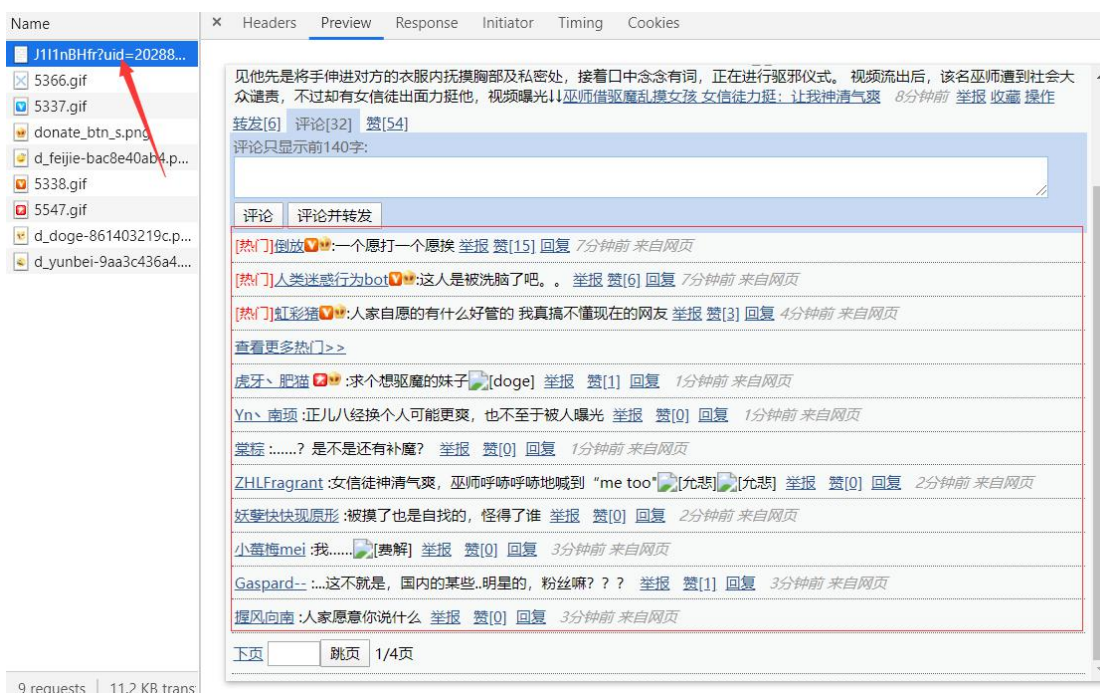 Name
× Headers Preview Response Initiator Timing Cookies
J1I1nBHfr?uid=20288...
5366.gif
5337.gif
donate_btn_s.png
d_feijie-bac8e40ab4.p...
5338.gif
5547.gif
d_doge-861403219c.p...
d_yunbei-9aa3c436a4....
见他先是将手伸进对方的衣服内抚摸胸部及私密处，接着口中念念有词，正在进行驱邪仪式。 视频流出后，该名巫师遭到社会大
众谴责，不过却有女信徒出面力挺他，视频曝光↓↓巫师借驱魔乱摸女孩 女信徒力挺：让我神清气爽 8分钟前 举报 收藏 操作
转发[6] 评论[32] 赞[54]
评论只显示前140字:
评论 评论并转发
[热门]倒放:一个愿打一个愿挨 举报 赞[15] 回复 7分钟前 来自网页
[热门]人类迷惑行为bot:这人是被洗脑了吧。。 举报 赞[6] 回复 7分钟前 来自网页
[热门]虹彩猪:人家自愿的有什么好管的 我真搞不懂现在的网友 举报 赞[3] 回复 4分钟前 来自网页
查看更多热门>>
虎牙丶肥猫 :求个想驱魔的妹子[doge] 举报 赞[1] 回复 1分钟前 来自网页
Yn丶南顼 :正儿八经换个人可能更爽，也不至于被人曝光 举报 赞[0] 回复 1分钟前 来自网页
棠粽 :......？是不是还有补魔？ 举报 赞[0] 回复 1分钟前 来自网页
ZHLFragrant :女信徒神清气爽，巫师呼哧呼哧地喊到“me too"[允悲][允悲] 举报 赞[0] 回复 2分钟前 来自网页
妖孽快快现原形 :被摸了也是自找的，怪得了谁 举报 赞[0] 回复 2分钟前 来自网页
小莓梅mei :我......[费解] 举报 赞[0] 回复 3分钟前 来自网页
Gaspard-- :...这不就是，国内的某些..明星的，粉丝嘛？？？ 举报 赞[1] 回复 3分钟前 来自网页
握风向南 :人家愿意你说什么 举报 赞[0] 回复 3分钟前 来自网页
下页 跳页 1/4页
9 requests 11.2 KB trans